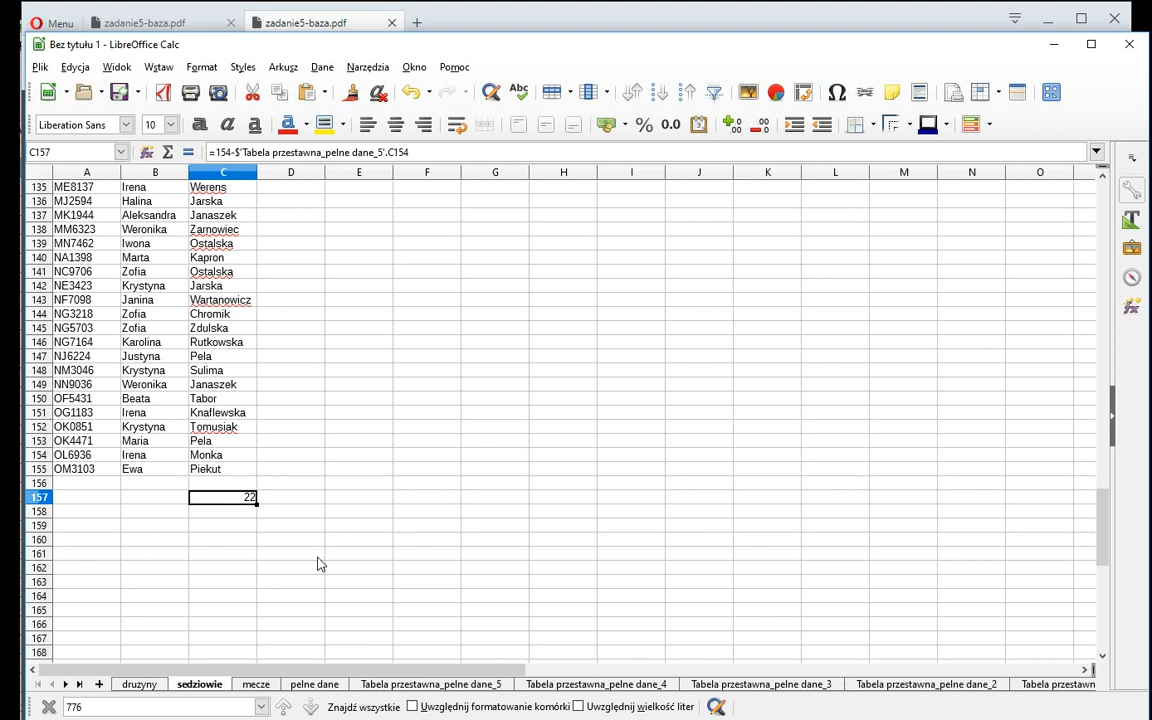 Menu zadanie5-baza.pdf zadanie5-baza.pdf
Bez tytułu 1 - LibreOffice Calc
Plik Edycja Widok Wstaw Format Styles Arkusz Dane Narzędzia Okno Pomoc
Liberation Sans 10
C157 =154-$'Tabela przestawna_pelne dane_5'.C154
A B C D E F G H I J K L M N O
135 ME8137 Irena Werens
136 MJ2594 Halina Jarska
137 MK1944 Aleksandra Janaszek
138 MM6323 Weronika Zarnowiec
139 MN7462 Iwona Ostalska
140 NA1398 Marta Kapron
141 NC9706 Zofia Ostalska
142 NE3423 Krystyna Jarska
143 NF7098 Janina Wartanowicz
144 NG3218 Zofia Chromik
145 NG5703 Zofia Zdulska
146 NG7164 Karolina Rutkowska
147 NJ6224 Justyna Pela
148 NM3046 Krystyna Sulima
149 NN9036 Weronika Janaszek
150 OF5431 Beata Tabor
151 OG1183 Irena Knaflewska
152 OK0851 Krystyna Tomusiak
153 OK4471 Maria Pela
154 OL6936 Irena Monka
155 OM3103 Ewa Piekut
156
157 22
158
159
160
161
162
163
164
165
166
167
168
druzyny sedziowie mecze pelne dane Tabela przestawna_pelne dane_5 Tabela przestawna_pelne dane_4 Tabela przestawna_pelne dane_3 Tabela przestawna_pelne dane_2 Tabela przestawn
776 Znajdź wszystkie Uwzględnij formatowanie komórki Uwzględnij wielkość liter